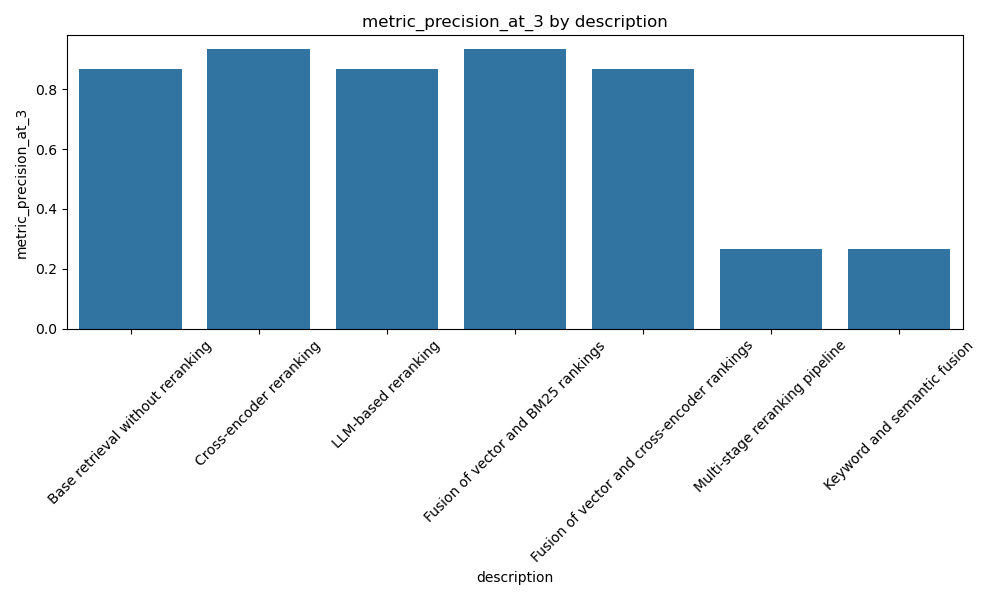 metric_precision_at_3 by description
metric_precision_at_3
0.8
0.6
0.4
0.2
0.0
Base retrieval without reranking
Cross-encoder reranking
LLM-based reranking
Fusion of vector and BM25 rankings
Fusion of vector and cross-encoder rankings
Multi-stage reranking pipeline
Keyword and semantic fusion
description